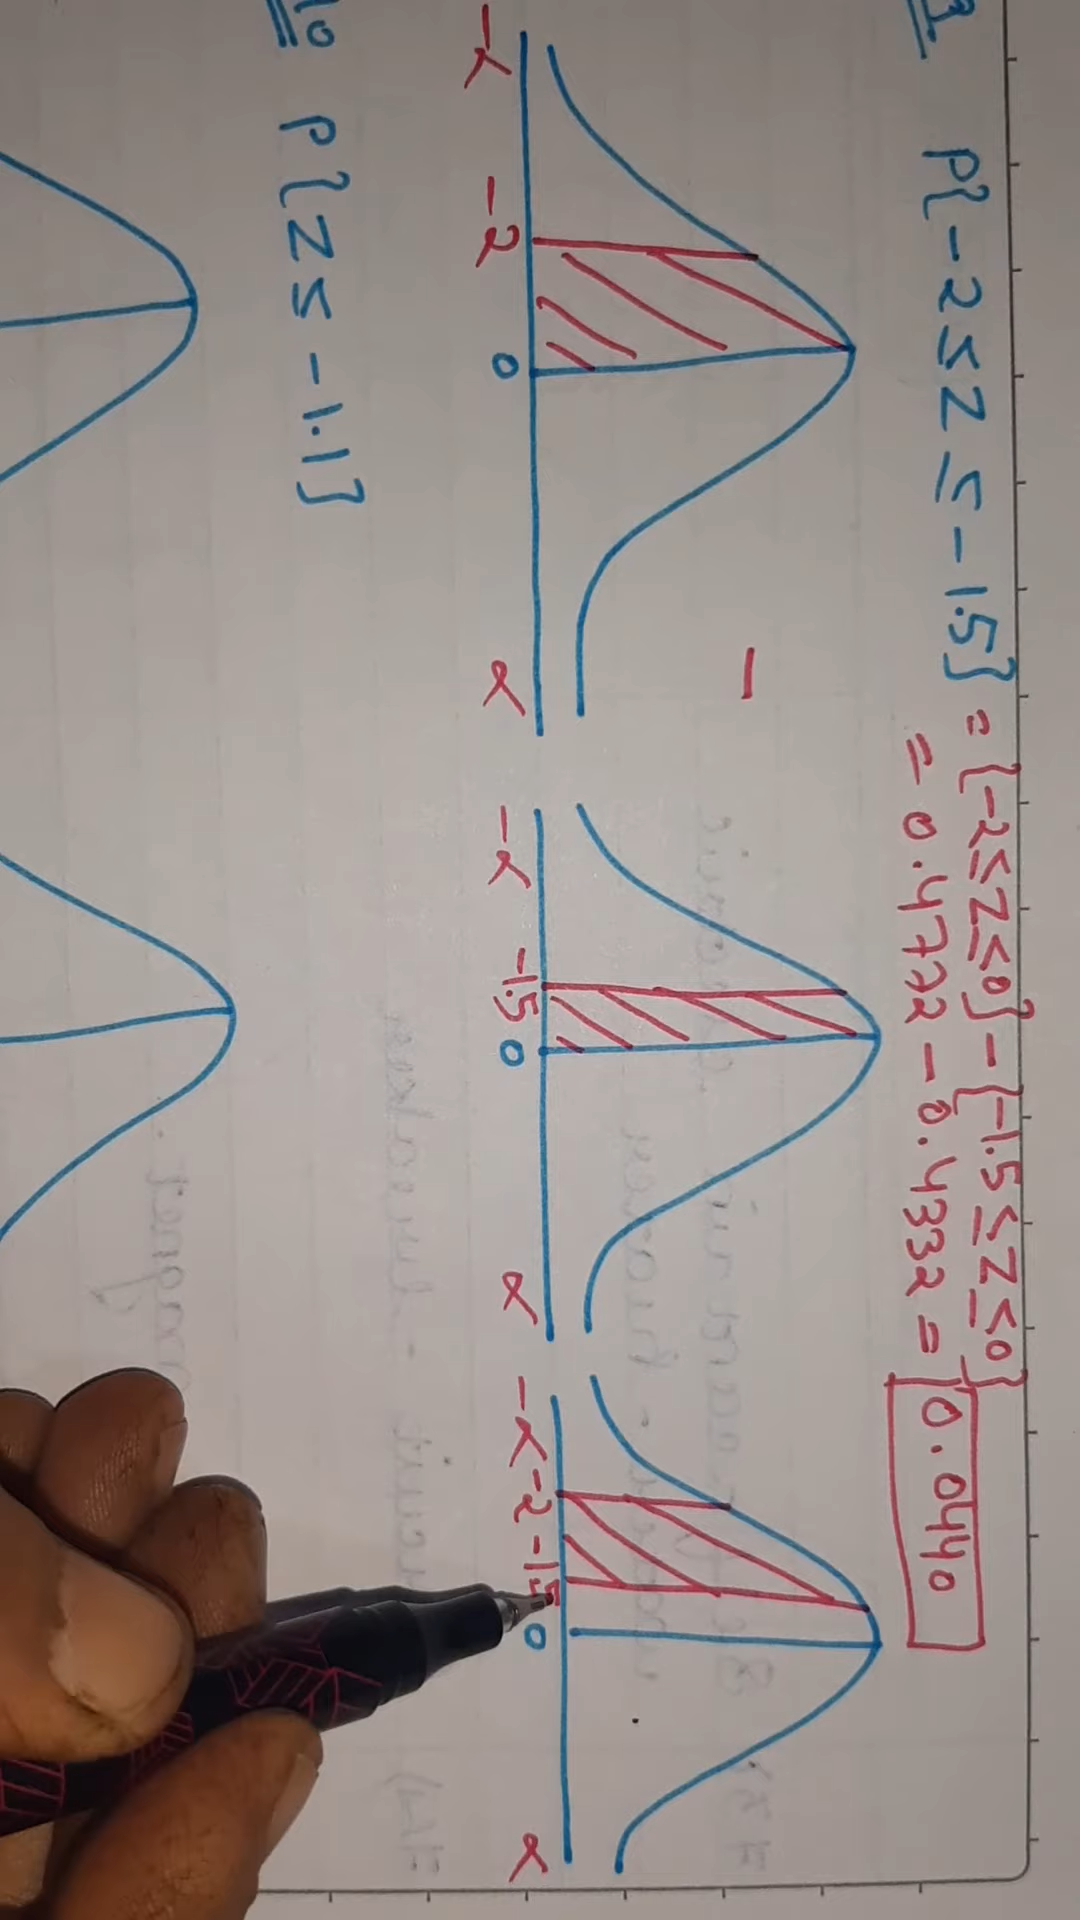 3 P{-2≤Z≤-1.5} = {-2≤Z≤0} - {-1.5≤Z≤0}
= 0.4772 - 0.4332 = 0.0440
-
-∝ -2 0 ∝
-∝ -1.5 0 ∝
-∝ -2 -1.5 0 ∝
10 P{Z≤-1.1}